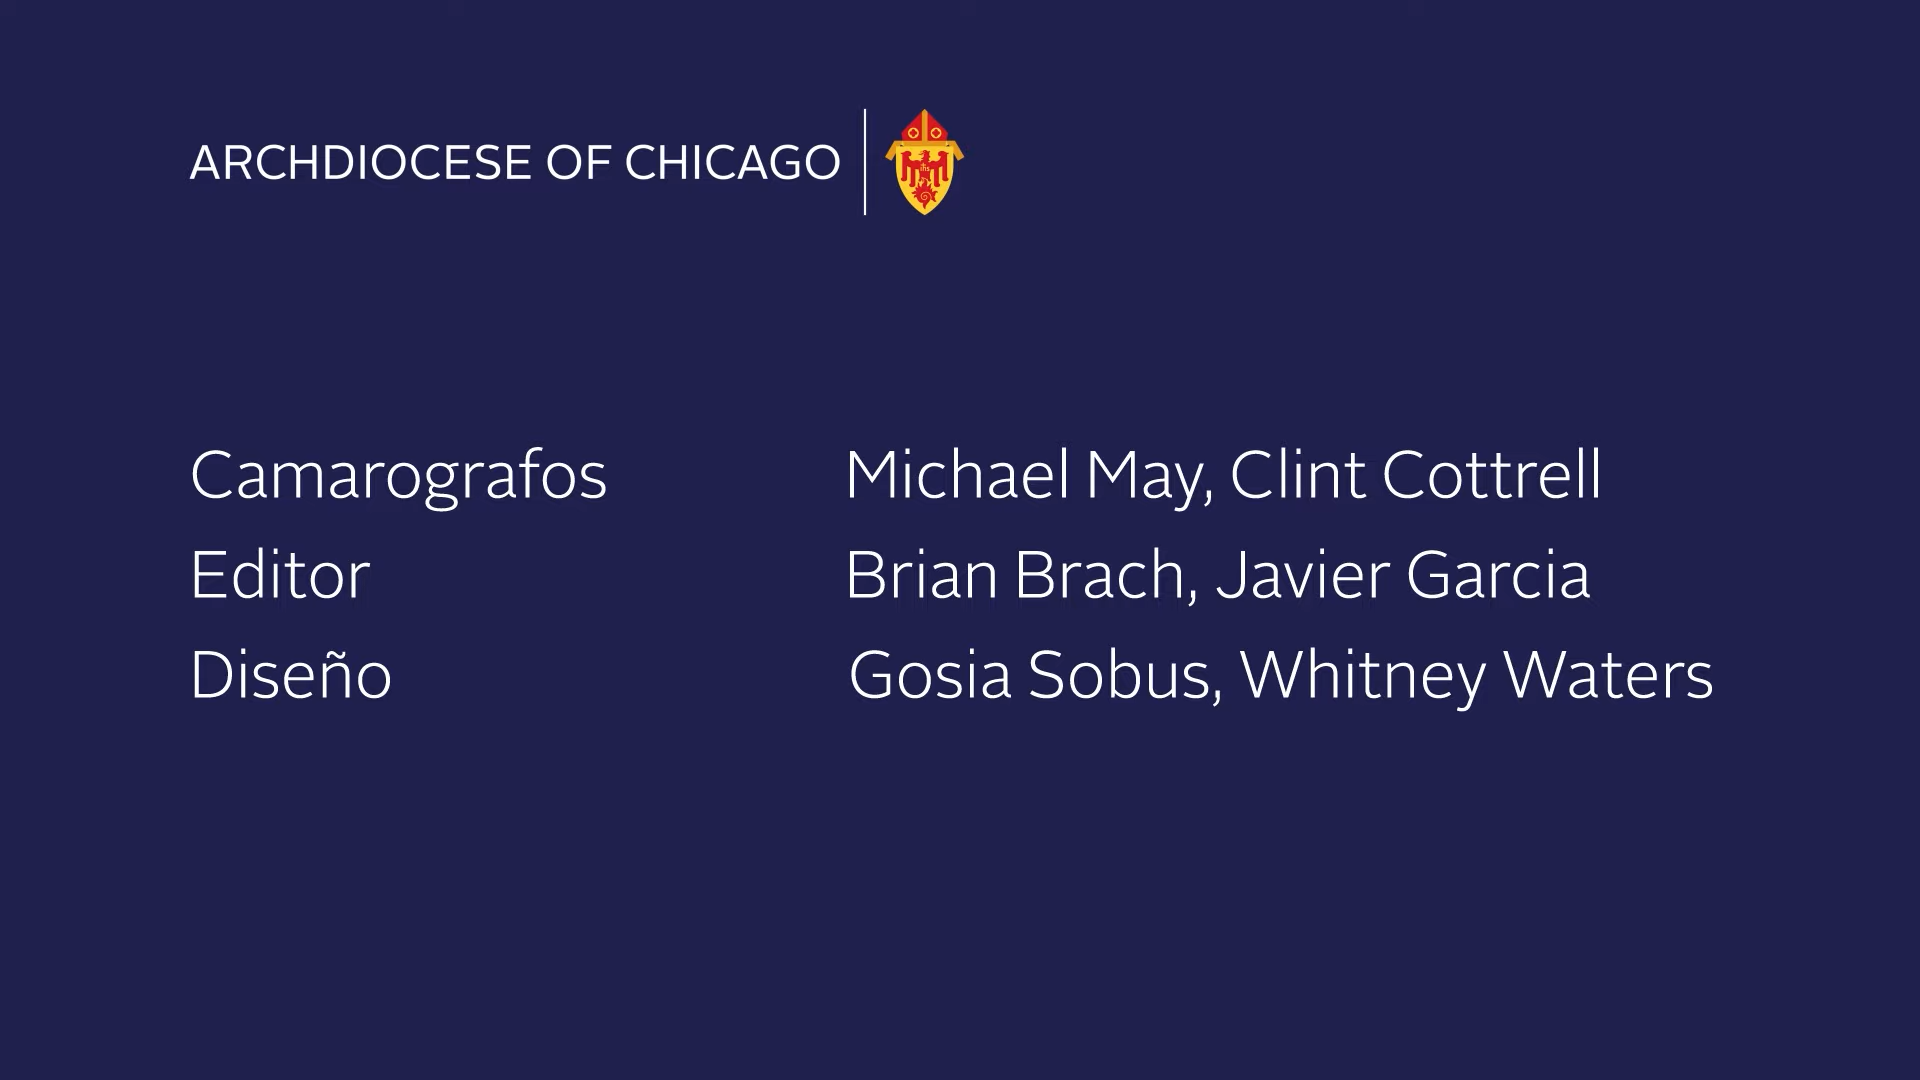 ARCHDIOCESE OF CHICAGO
Camarografos Michael May, Clint Cottrell
Editor Brian Brach, Javier Garcia
Diseño Gosia Sobus, Whitney Waters